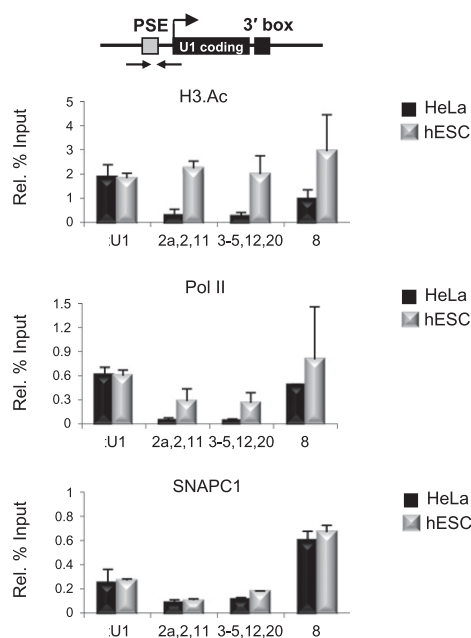 PSE
3′ box
U1 coding
H3.Ac
Rel. % Input
5
4
3
2
1
0
:U1
2a,2,11
3-5,12,20
8
HeLa
hESC
Pol II
Rel. % Input
1.5
1.2
0.9
0.6
0.3
0
:U1
2a,2,11
3-5,12,20
8
HeLa
hESC
SNAPC1
Rel. % Input
1
0.8
0.6
0.4
0.2
0
:U1
2a,2,11
3-5,12,20
8
HeLa
hESC